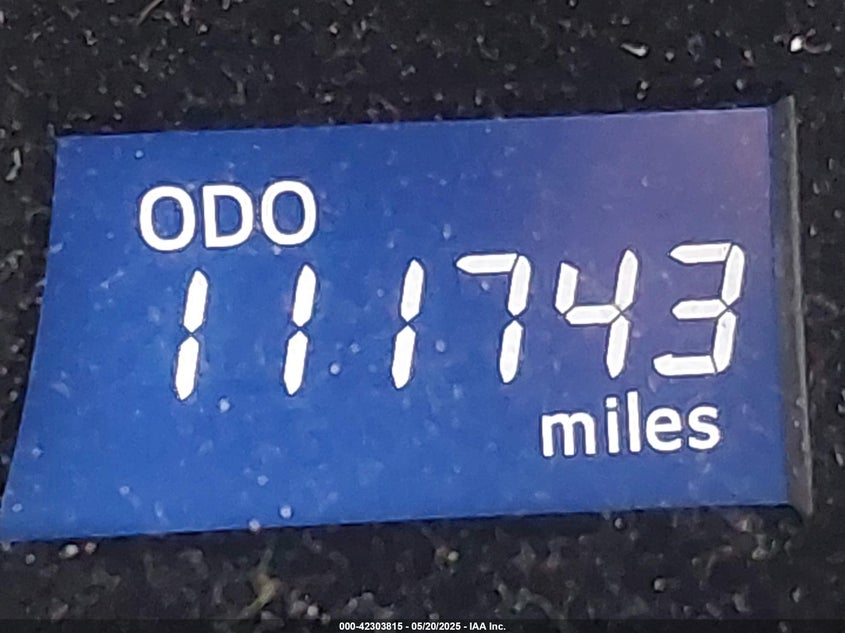 ODO
111743
miles
000-42303815 - 05/20/2025 - IAA Inc.